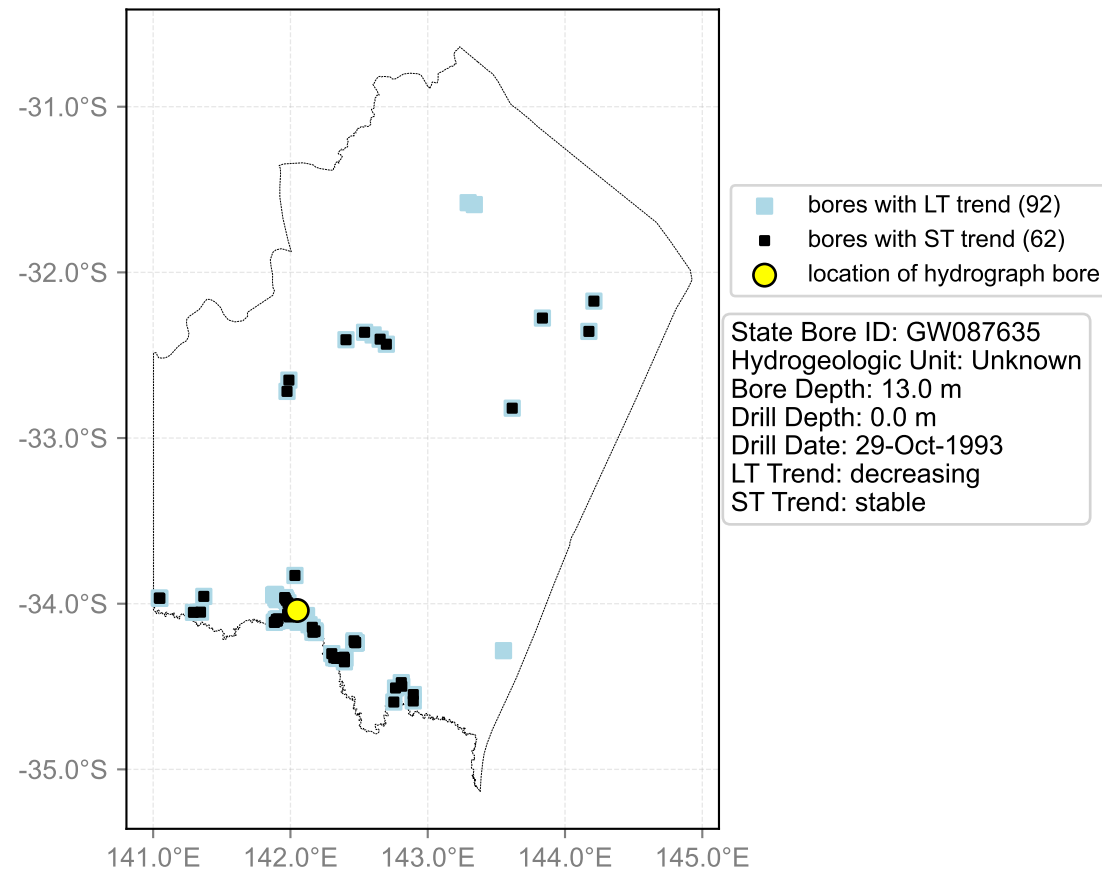 -31.0°S
-32.0°S
-33.0°S
-34.0°S
-35.0°S
141.0°E
142.0°E
143.0°E
144.0°E
145.0°E
bores with LT trend (92)
bores with ST trend (62)
location of hydrograph bore
State Bore ID: GW087635
Hydrogeologic Unit: Unknown
Bore Depth: 13.0 m
Drill Depth: 0.0 m
Drill Date: 29-Oct-1993
LT Trend: decreasing
ST Trend: stable